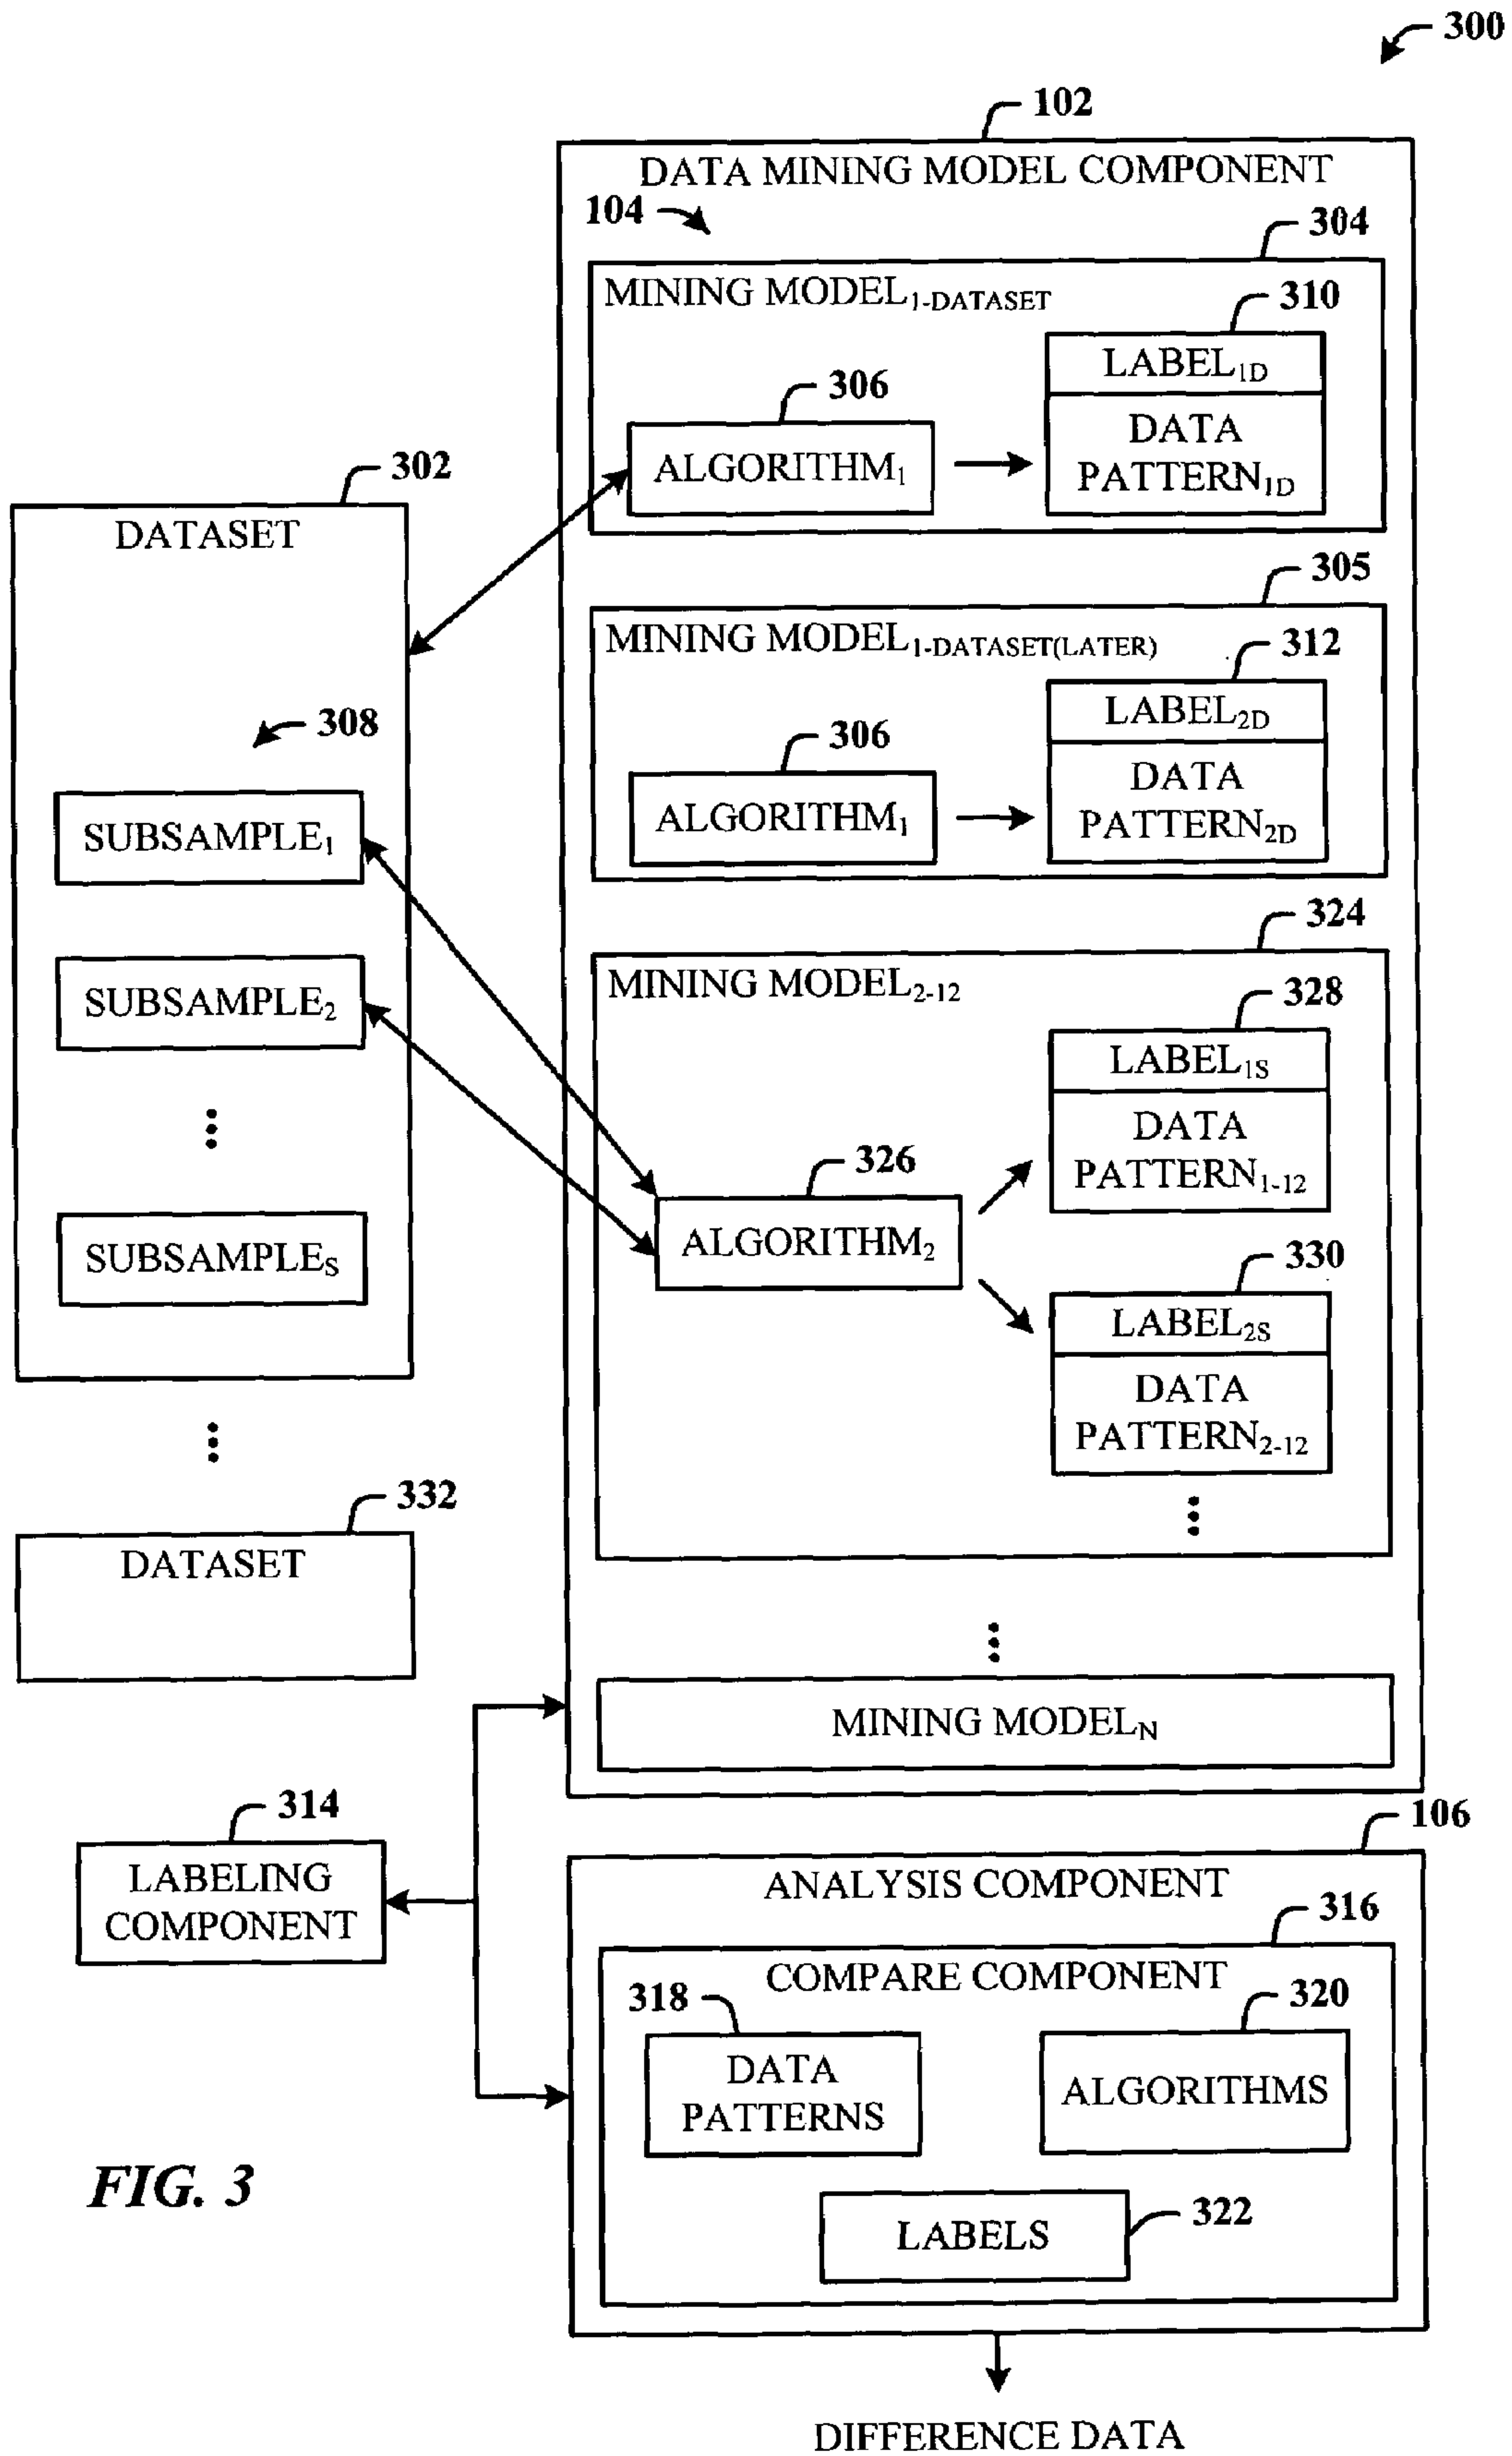 300
102
DATA MINING MODEL COMPONENT
104
304
MINING MODEL1-DATASET
310
LABEL1D
306
DATA
PATTERN1D
ALGORITHM1
302
DATASET
305
MINING MODEL1-DATASET(LATER)
312
LABEL2D
306
DATA
PATTERN2D
ALGORITHM1
308
SUBSAMPLE1
324
MINING MODEL2-12
328
LABEL1S
SUBSAMPLE2
DATA
PATTERN1-12
326
ALGORITHM2
SUBSAMPLES
330
LABEL2S
DATA
PATTERN2-12
332
DATASET
MINING MODELN
314
LABELING
COMPONENT
106
ANALYSIS COMPONENT
316
COMPARE COMPONENT
318
320
DATA
PATTERNS
ALGORITHMS
322
LABELS
FIG. 3
DIFFERENCE DATA